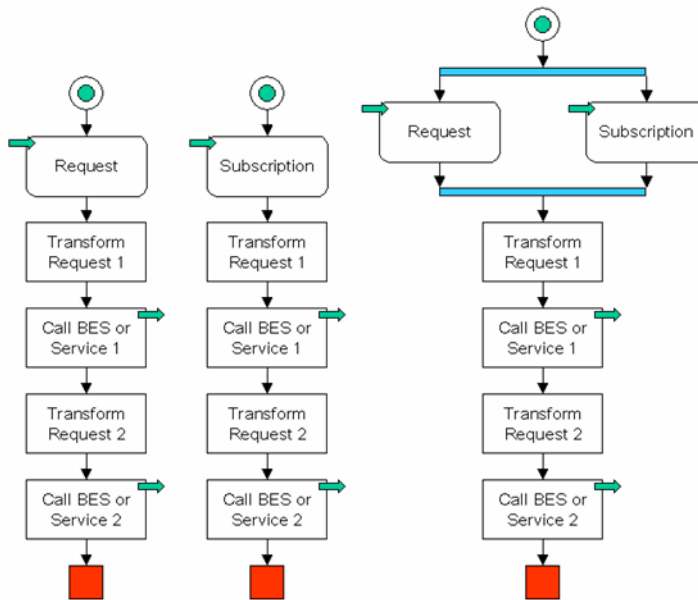 Request
Transform
Request 1
Call BES or
Service 1
Transform
Request 2
Call BES or
Service 2
Subscription
Transform
Request 1
Call BES or
Service 1
Transform
Request 2
Call BES or
Service 2
Request
Subscription
Transform
Request 1
Call BES or
Service 1
Transform
Request 2
Call BES or
Service 2